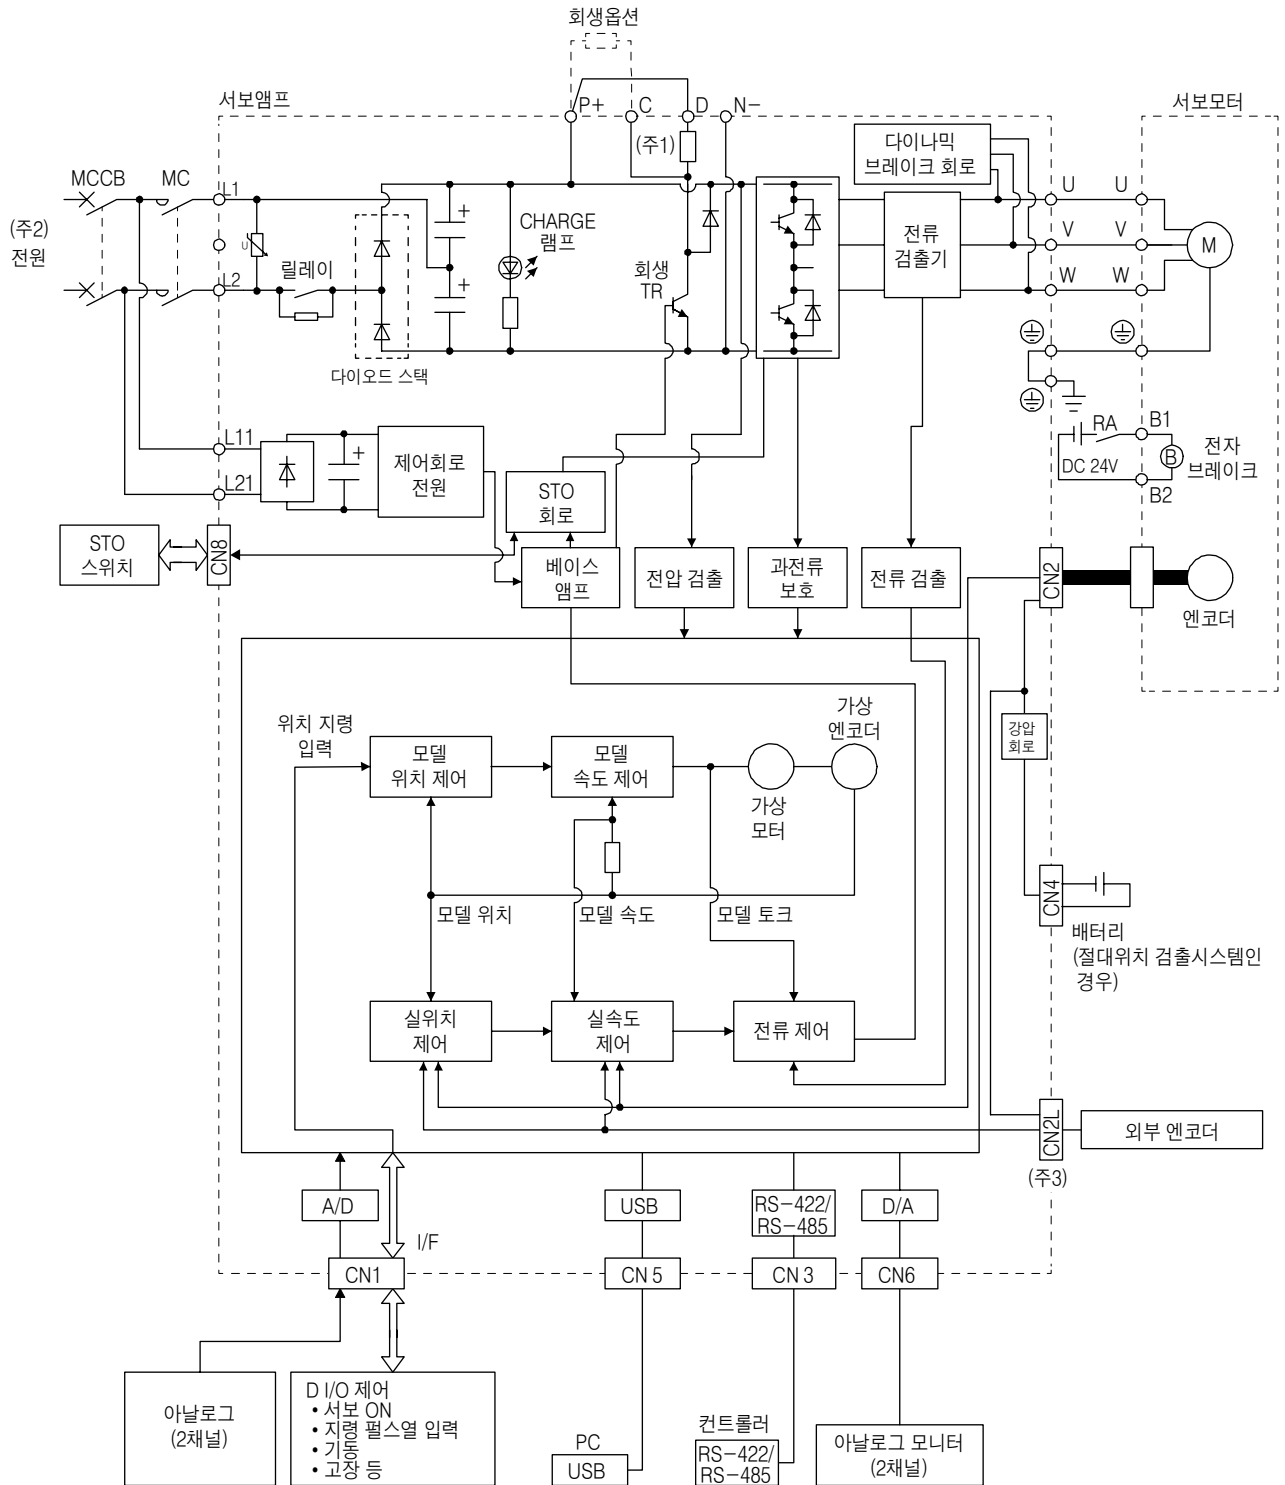 회생옵션
서보앰프
P+
C
D
N−
서보모터
(주1)
다이나믹
브레이크 회로
MCCB
MC
L1
U
U
(주2)
전원
U
CHARGE
램프
전류
검출기
V
V
M
릴레이
L2
회생
TR
W
W
다이오드 스택
L11
제어회로
전원
RA
B1
전자
브레이크
DC 24V
B
L21
STO
회로
B2
STO
스위치
CN8
베이스
앰프
전압 검출
과전류
보호
전류 검출
CN2
엔코더
위치 지령
입력
가상
엔코더
모델
위치 제어
모델
속도 제어
강압
회로
가상
모터
모델 위치
모델 속도
모델 토크
CN4
배터리
(절대위치 검출시스템인
경우)
실위치
제어
실속도
제어
전류 제어
CN2L
외부 엔코더
(주3)
A/D
USB
RS−422/
RS−485
D/A
I/F
CN1
CN 5
CN 3
CN6
아날로그
(2채널)
D I/O 제어
• 서보 ON
• 지령 펄스열 입력
• 기동
• 고장 등
PC
USB
컨트롤러
RS−422/
RS−485
아날로그 모니터
(2채널)